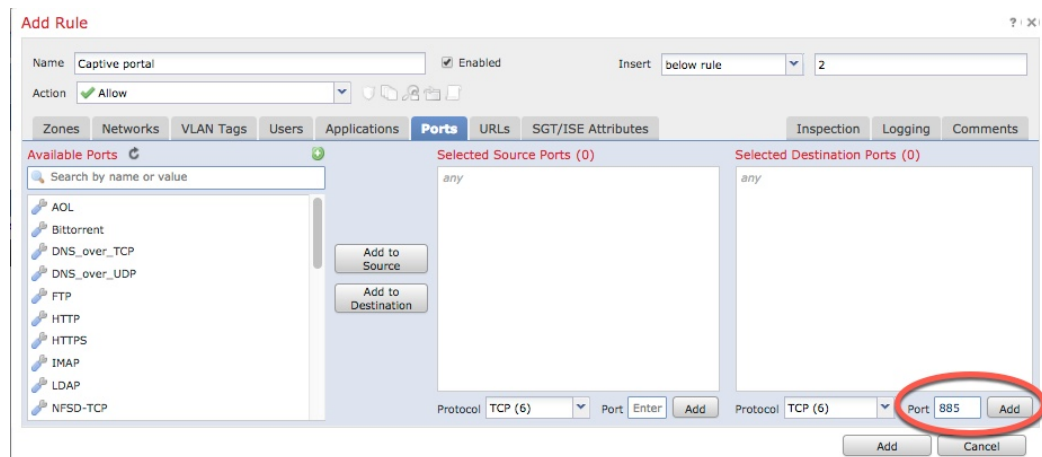 Add Rule
Name Captive portal Enabled Insert below rule 2
Action Allow
Zones Networks VLAN Tags Users Applications Ports URLs SGT/ISE Attributes Inspection Logging Comments
Available Ports Selected Source Ports (0) Selected Destination Ports (0)
Search by name or value any any
AOL
Bittorrent
DNS_over_TCP
DNS_over_UDP
FTP
HTTP
HTTPS
IMAP
LDAP
NFSD-TCP
Add to
Source
Add to
Destination
Protocol TCP (6) Port Enter Add Protocol TCP (6) Port 885 Add
Add Cancel